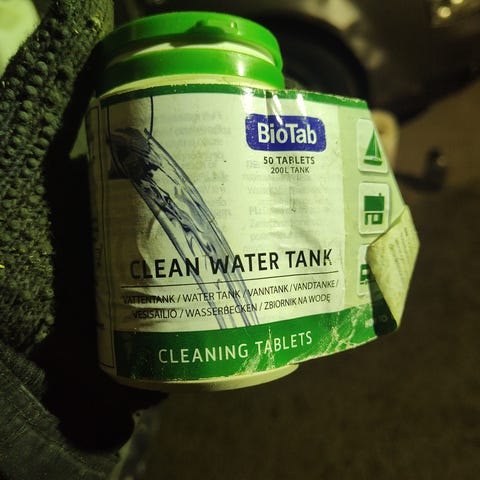 BioTab
50 TABLETS
200L TANK
CLEAN WATER TANK
VATTENTANK / WATER TANK / VANNTANK / VANDTANKE /
VESISÄILIÖ / WASSERBECKEN / ZBIORNIK NA WODĘ
CLEANING TABLETS